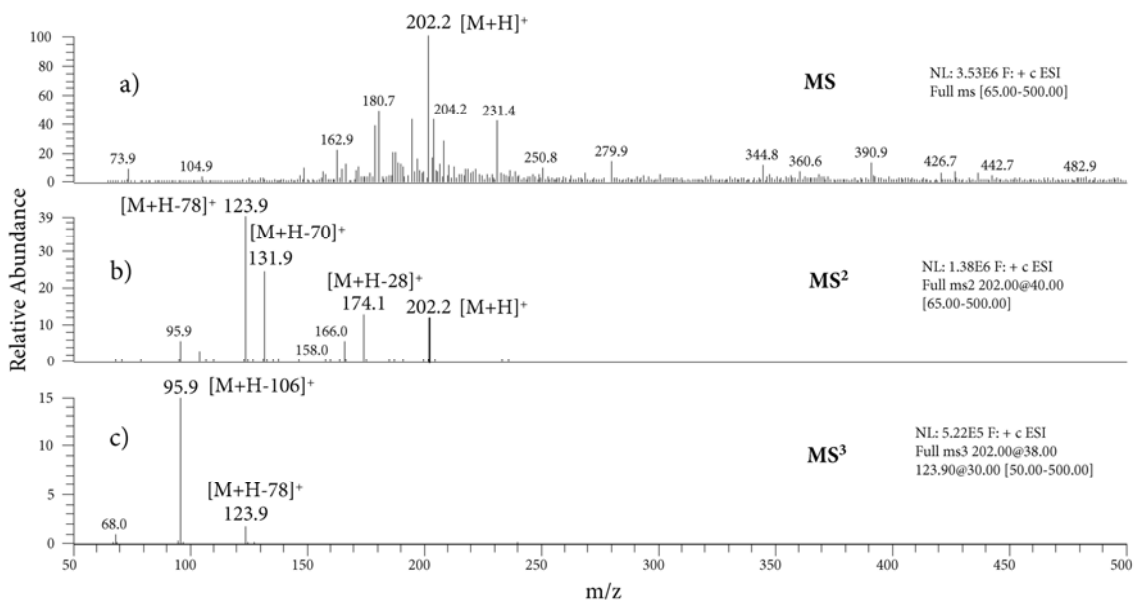 202.2 [M+H]⁺
100
80
60
40
20
0
a)
MS
NL: 3.53E6 F: + c ESI
Full ms [65.00-500.00]
73.9
104.9
162.9
180.7
204.2
231.4
250.8
279.9
344.8
360.6
390.9
426.7
442.7
482.9
Relative Abundance
[M+H-78]⁺ 123.9
[M+H-70]⁺
131.9
[M+H-28]⁺
174.1
202.2 [M+H]⁺
39
30
20
10
0
b)
MS²
NL: 1.38E6 F: + c ESI
Full ms2 202.00@40.00
[65.00-500.00]
95.9
158.0
166.0
95.9 [M+H-106]⁺
15
10
5
0
c)
MS³
NL: 5.22E5 F: + c ESI
Full ms3 202.00@38.00
123.90@30.00 [50.00-500.00]
[M+H-78]⁺
123.9
68.0
50 100 150 200 250 300 350 400 450 500
m/z